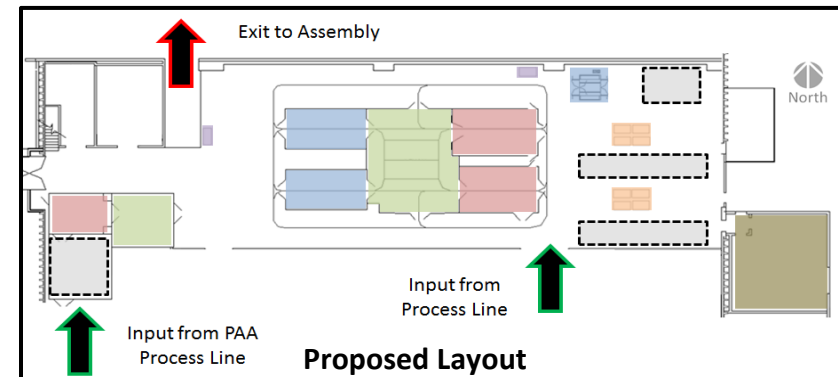 Exit to Assembly
North
Input from
Process Line
Input from PAA
Process Line
Proposed Layout